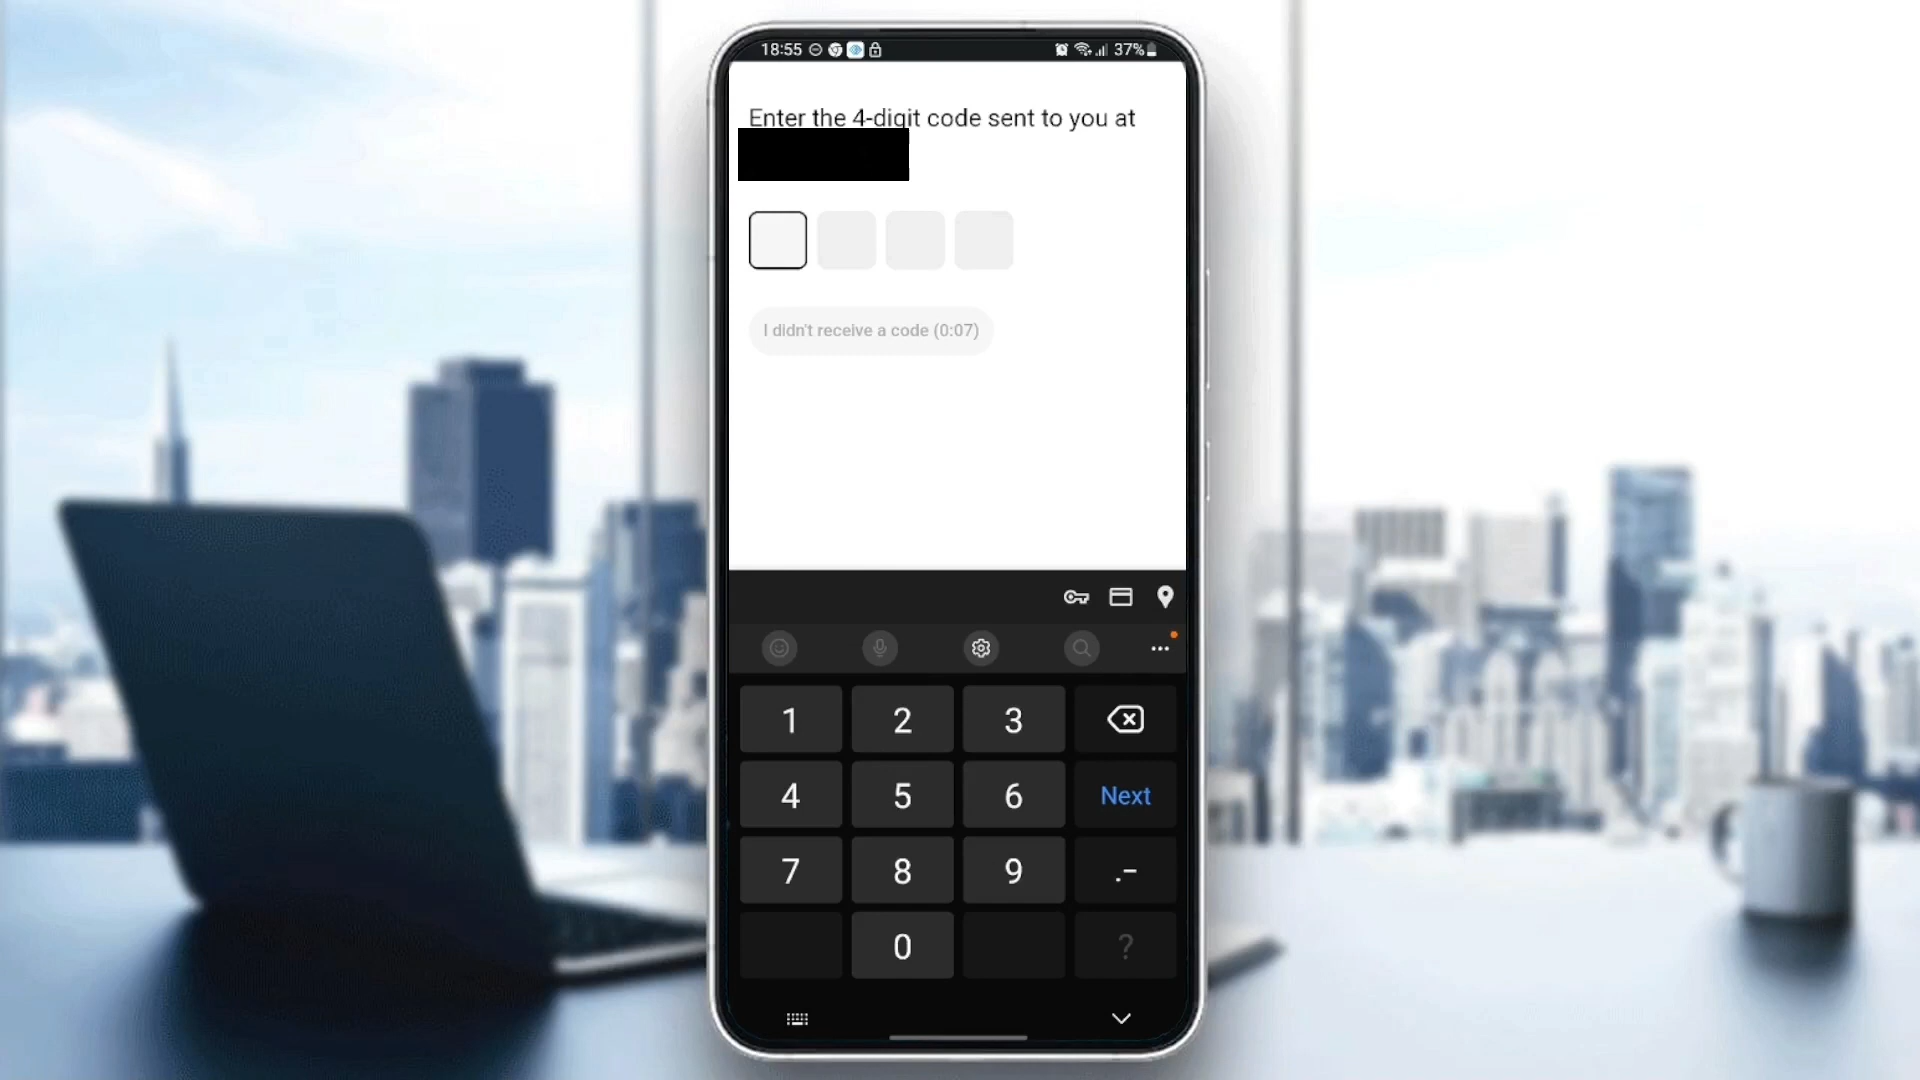 18:55 37%
Enter the 4-digit code sent to you at
I didn't receive a code (0:07)
1 2 3
4 5 6 Next
7 8 9 .-
0 ?